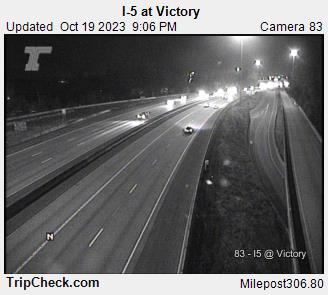 I-5 at Victory
Updated Oct 19 2023 9:06 PM Camera 83
T
N
83 - I5 @ Victory
TripCheck.com Milepost306.80